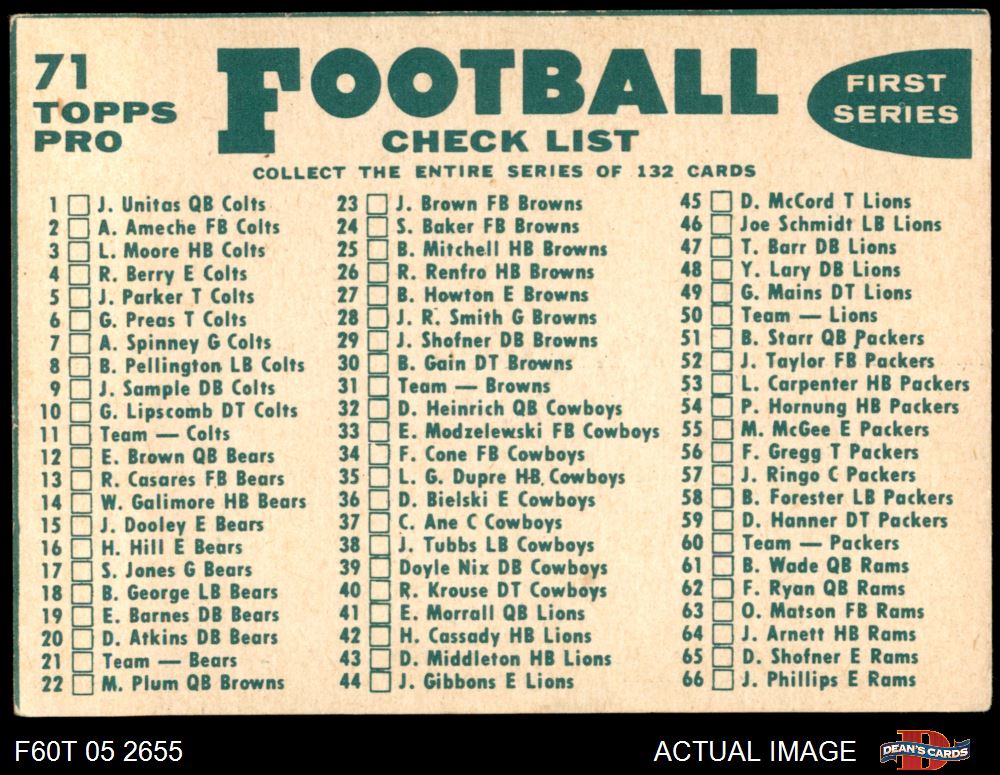 71
TOPPS
PRO
FOOTBALL
CHECK LIST
FIRST
SERIES
COLLECT THE ENTIRE SERIES OF 132 CARDS
1 J. Unitas QB Colts
2 A. Ameche FB Colts
3 L. Moore HB Colts
4 R. Berry E Colts
5 J. Parker T Colts
6 G. Preas T Colts
7 A. Spinney G Colts
8 B. Pellington LB Colts
9 J. Sample DB Colts
10 G. Lipscomb DT Colts
11 Team — Colts
12 E. Brown QB Bears
13 R. Casares FB Bears
14 W. Galimore HB Bears
15 J. Dooley E Bears
16 H. Hill E Bears
17 S. Jones G Bears
18 B. George LB Bears
19 E. Barnes DB Bears
20 D. Atkins DB Bears
21 Team — Bears
22 M. Plum QB Browns
23 J. Brown FB Browns
24 S. Baker FB Browns
25 B. Mitchell HB Browns
26 R. Renfro HB Browns
27 B. Howton E Browns
28 J. R. Smith G Browns
29 J. Shofner DB Browns
30 B. Gain DT Browns
31 Team — Browns
32 D. Heinrich QB Cowboys
33 E. Modzelewski FB Cowboys
34 F. Cone FB Cowboys
35 L. G. Dupre HB. Cowboys
36 D. Bielski E Cowboys
37 C. Ane C Cowboys
38 J. Tubbs LB Cowboys
39 Doyle Nix DB Cowboys
40 R. Krouse DT Cowboys
41 E. Morrall QB Lions
42 H. Cassady HB Lions
43 D. Middleton HB Lions
44 J. Gibbons E Lions
45 D. McCord T Lions
46 Joe Schmidt LB Lions
47 T. Barr DB Lions
48 Y. Lary DB Lions
49 G. Mains DT Lions
50 Team — Lions
51 B. Starr QB Packers
52 J. Taylor FB Packers
53 L. Carpenter HB Packers
54 P. Hornung HB Packers
55 M. McGee E Packers
56 F. Gregg T Packers
57 J. Ringo C Packers
58 B. Forester LB Packers
59 D. Hanner DT Packers
60 Team — Packers
61 B. Wade QB Rams
62 F. Ryan QB Rams
63 O. Matson FB Rams
64 J. Arnett HB Rams
65 D. Shofner E Rams
66 J. Phillips E Rams
F60T 05 2655
ACTUAL IMAGE
D
DEAN'S CARDS